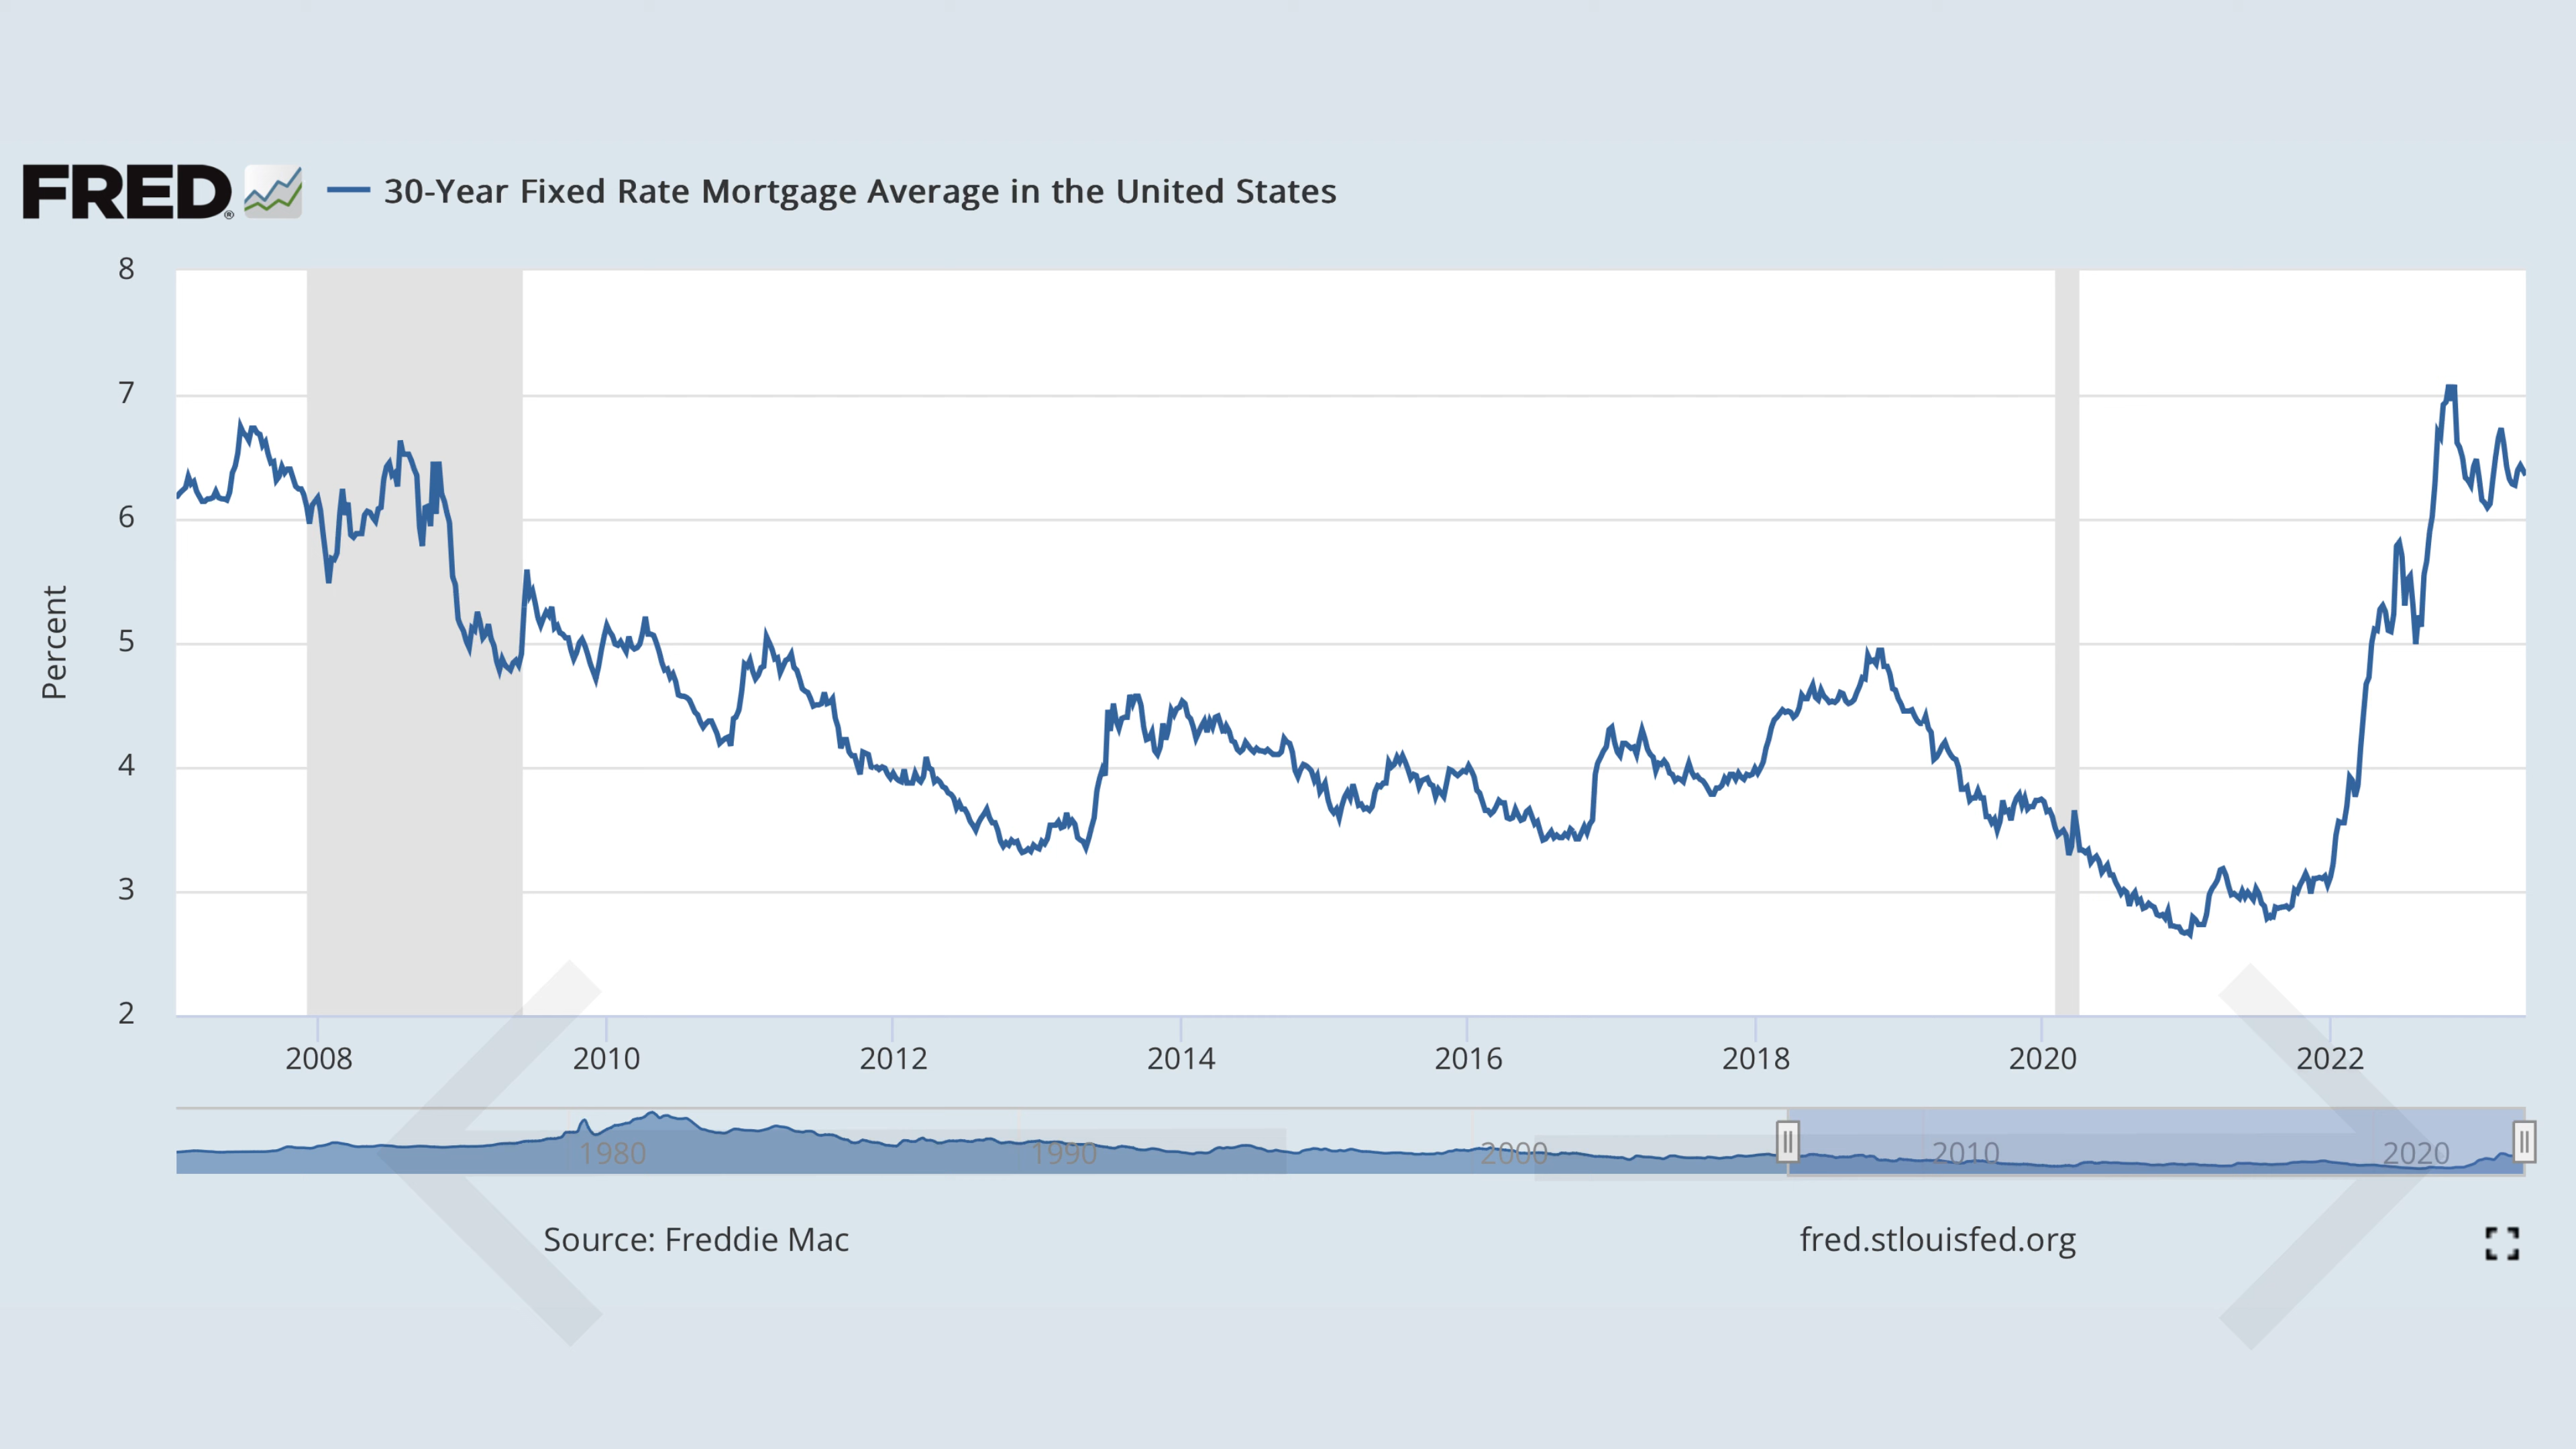 FRED® 30-Year Fixed Rate Mortgage Average in the United States
8
7
6
5
4
3
2
Percent
2008 2010 2012 2014 2016 2018 2020 2022
1980 1990 2000 2010 2020
Source: Freddie Mac fred.stlouisfed.org